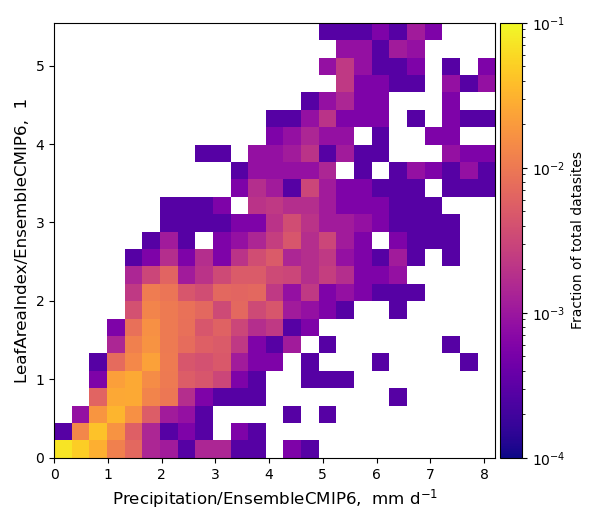 LeafAreaIndex/EnsembleCMIP6,  1
5
4
3
2
1
0
0 1 2 3 4 5 6 7 8
Precipitation/EnsembleCMIP6,  mm d⁻¹
10⁻¹
10⁻²
10⁻³
10⁻⁴
Fraction of total datasites